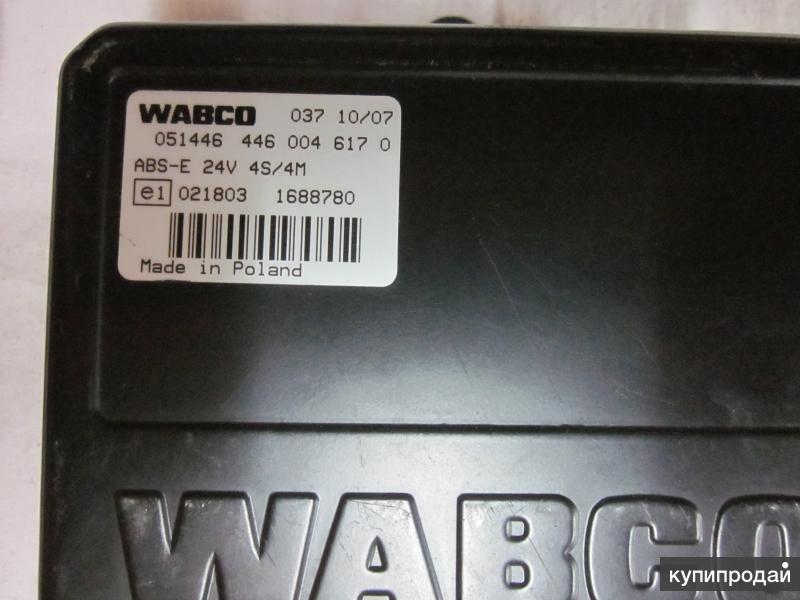 WABCO 037 10/07
051446 446 004 617 0
ABS-E 24V 4S/4M
e1 021803 1688780
Made in Poland
WABCO
купипродай